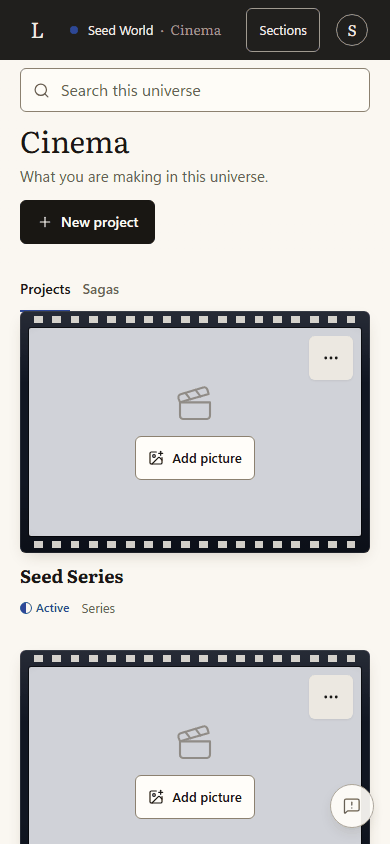 L
Seed World · Cinema
Sections
S
Search this universe
Cinema
What you are making in this universe.
New project
Projects
Sagas
Add picture
Seed Series
Active
Series
Add picture